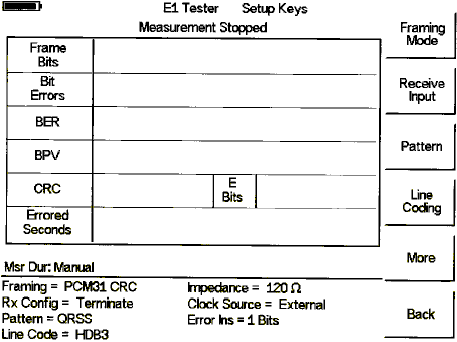 E1 Tester Setup Keys
Measurement Stopped
Framing
Mode
Frame
Bits
Bit
Errors
Receive
Input
BER
Pattern
BPV
CRC
E
Bits
Line
Coding
Errored
Seconds
More
Msr Dur: Manual
Framing = PCM31 CRC
Impedance = 120 Ω
Rx Config = Terminate
Clock Source = External
Pattern = QRSS
Error Ins = 1 Bits
Line Code = HDB3
Back